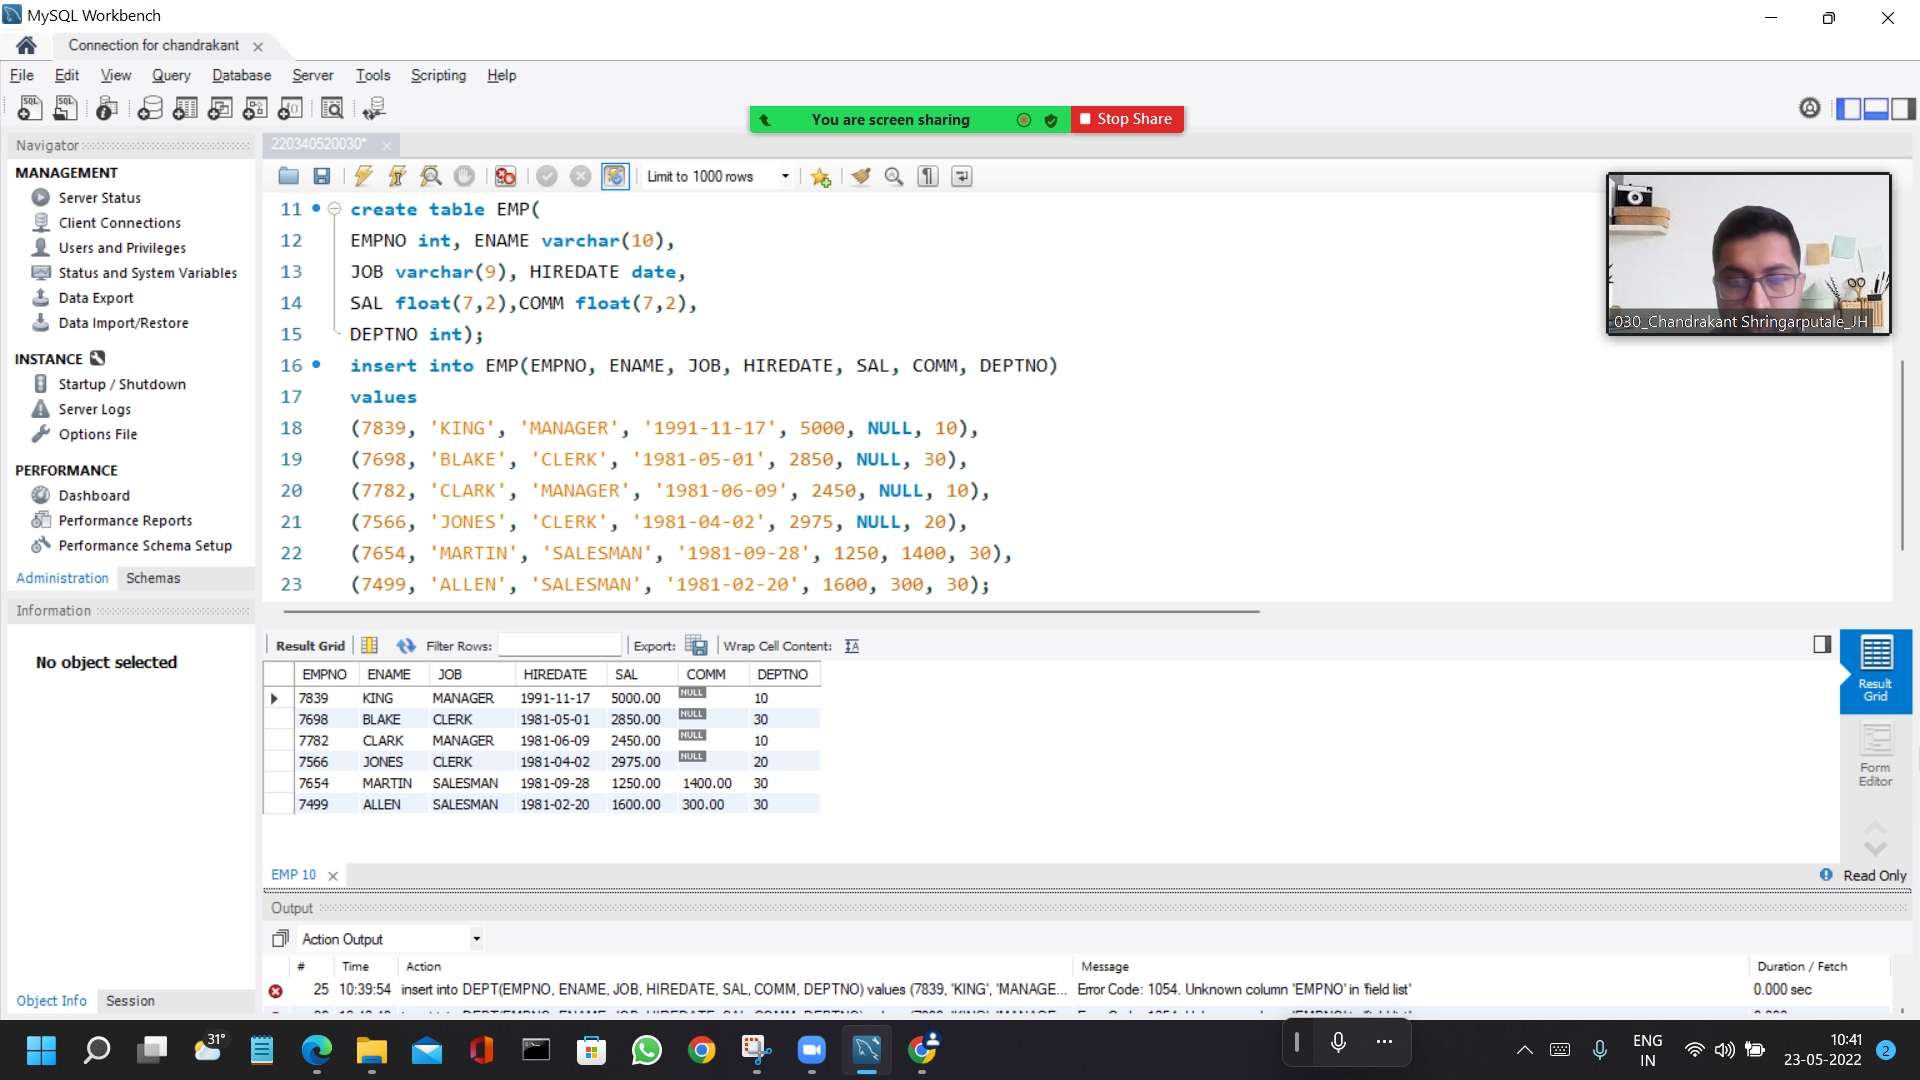 MySQL Workbench
Connection for chandrakant
File Edit View Query Database Server Tools Scripting Help
You are screen sharing
Stop Share
Navigator
MANAGEMENT
Server Status
Client Connections
Users and Privileges
Status and System Variables
Data Export
Data Import/Restore
INSTANCE
Startup / Shutdown
Server Logs
Options File
PERFORMANCE
Dashboard
Performance Reports
Performance Schema Setup
Administration Schemas
Information
No object selected
Object Info Session
220340520030*
Limit to 1000 rows
11 create table EMP(
12 EMPNO int, ENAME varchar(10),
13 JOB varchar(9), HIREDATE date,
14 SAL float(7,2),COMM float(7,2),
15 DEPTNO int);
16 insert into EMP(EMPNO, ENAME, JOB, HIREDATE, SAL, COMM, DEPTNO)
17 values
18 (7839, 'KING', 'MANAGER', '1991-11-17', 5000, NULL, 10),
19 (7698, 'BLAKE', 'CLERK', '1981-05-01', 2850, NULL, 30),
20 (7782, 'CLARK', 'MANAGER', '1981-06-09', 2450, NULL, 10),
21 (7566, 'JONES', 'CLERK', '1981-04-02', 2975, NULL, 20),
22 (7654, 'MARTIN', 'SALESMAN', '1981-09-28', 1250, 1400, 30),
23 (7499, 'ALLEN', 'SALESMAN', '1981-02-20', 1600, 300, 30);
030_Chandrakant Shringarputale_JH
Result Grid Filter Rows: Export: Wrap Cell Content:
EMPNO ENAME JOB HIREDATE SAL COMM DEPTNO
7839 KING MANAGER 1991-11-17 5000.00 NULL 10
7698 BLAKE CLERK 1981-05-01 2850.00 NULL 30
7782 CLARK MANAGER 1981-06-09 2450.00 NULL 10
7566 JONES CLERK 1981-04-02 2975.00 NULL 20
7654 MARTIN SALESMAN 1981-09-28 1250.00 1400.00 30
7499 ALLEN SALESMAN 1981-02-20 1600.00 300.00 30
Result
Grid
Form
Editor
EMP 10
Read Only
Output
Action Output
# Time Action Message Duration / Fetch
25 10:39:54 insert into DEPT(EMPNO, ENAME, JOB, HIREDATE, SAL, COMM, DEPTNO) values (7839, 'KING', 'MANAGE... Error Code: 1054. Unknown column 'EMPNO' in 'field list' 0.000 sec
31°
ENG
IN
10:41
23-05-2022
2